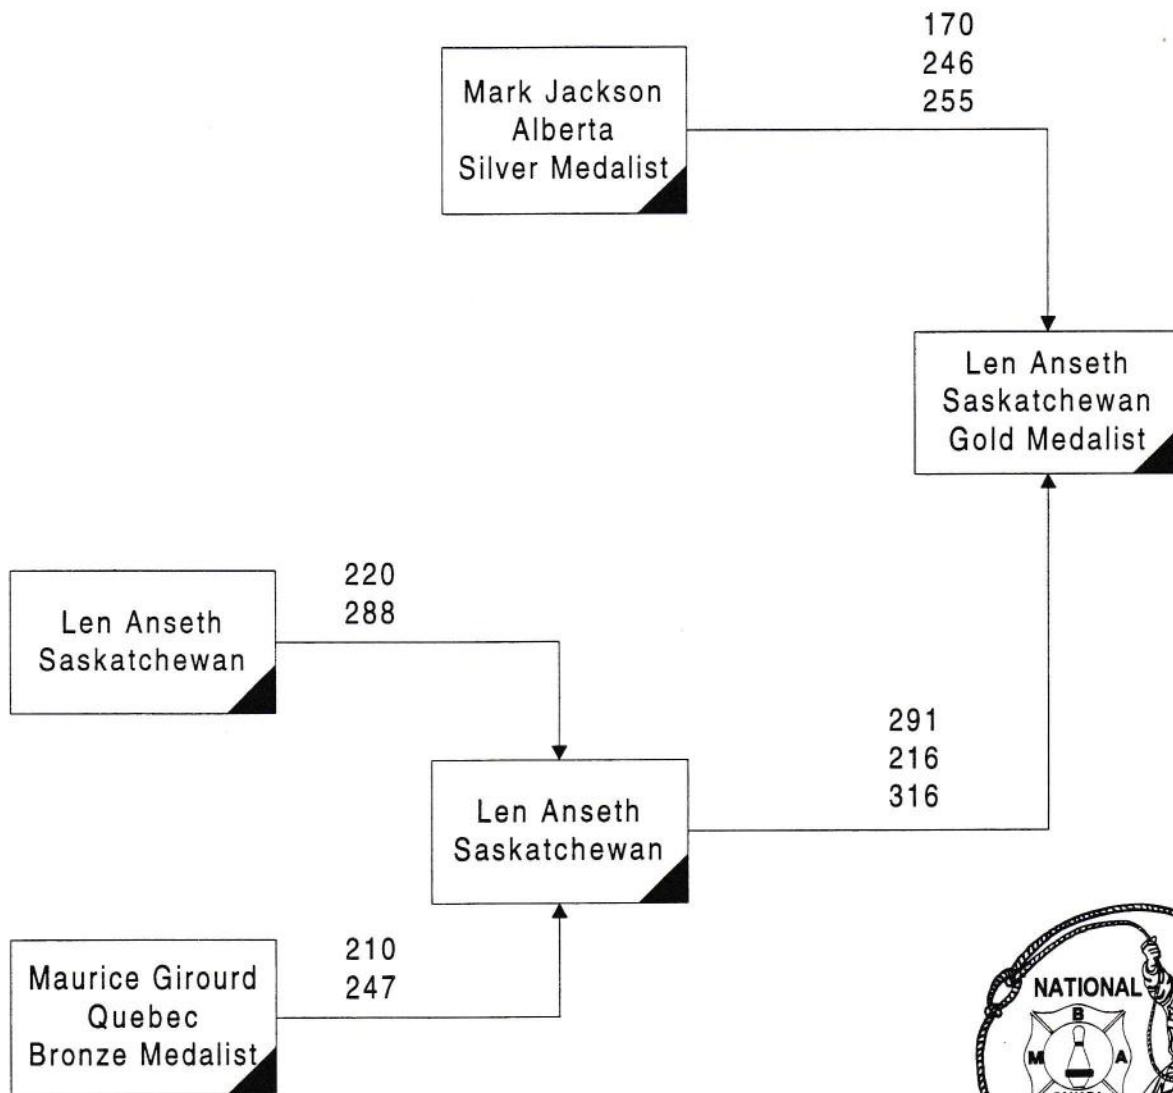 170
246
255
Mark Jackson
Alberta
Silver Medalist
Len Anseth
Saskatchewan
Gold Medalist
220
288
Len Anseth
Saskatchewan
291
216
316
Len Anseth
Saskatchewan
210
247
Maurice Girourd
Quebec
Bronze Medalist
NATIONAL
B
M A